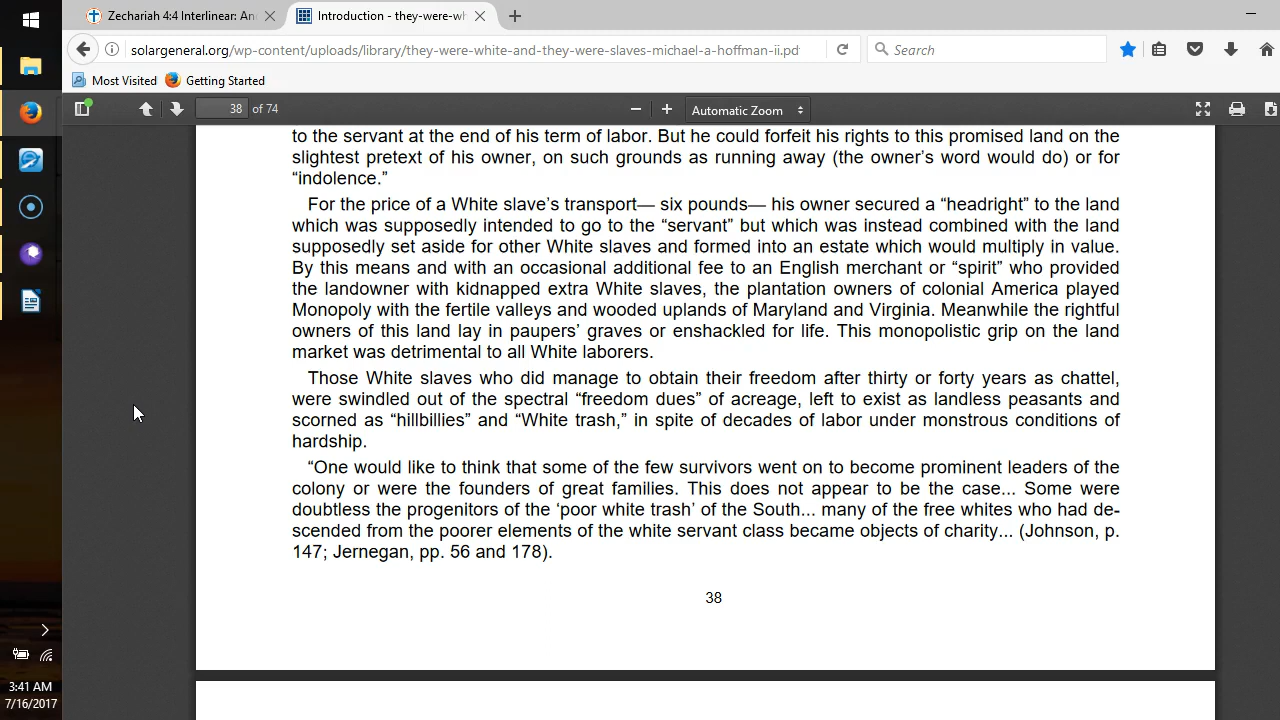 Zechariah 4:4 Interlinear: An
Introduction - they-were-wh
solargeneral.org/wp-content/uploads/library/they-were-white-and-they-were-slaves-michael-a-hoffman-ii.pd
Search
Most Visited
Getting Started
38 of 74
Automatic Zoom
to the servant at the end of his term of labor. But he could forfeit his rights to this promised land on the
slightest pretext of his owner, on such grounds as running away (the owner’s word would do) or for
“indolence.”
For the price of a White slave’s transport— six pounds— his owner secured a “headright” to the land
which was supposedly intended to go to the “servant” but which was instead combined with the land
supposedly set aside for other White slaves and formed into an estate which would multiply in value.
By this means and with an occasional additional fee to an English merchant or “spirit” who provided
the landowner with kidnapped extra White slaves, the plantation owners of colonial America played
Monopoly with the fertile valleys and wooded uplands of Maryland and Virginia. Meanwhile the rightful
owners of this land lay in paupers’ graves or enshackled for life. This monopolistic grip on the land
market was detrimental to all White laborers.
Those White slaves who did manage to obtain their freedom after thirty or forty years as chattel,
were swindled out of the spectral “freedom dues” of acreage, left to exist as landless peasants and
scorned as “hillbillies” and “White trash,” in spite of decades of labor under monstrous conditions of
hardship.
“One would like to think that some of the few survivors went on to become prominent leaders of the
colony or were the founders of great families. This does not appear to be the case... Some were
doubtless the progenitors of the ‘poor white trash’ of the South... many of the free whites who had de-
scended from the poorer elements of the white servant class became objects of charity... (Johnson, p.
147; Jernegan, pp. 56 and 178).
38
3:41 AM
7/16/2017